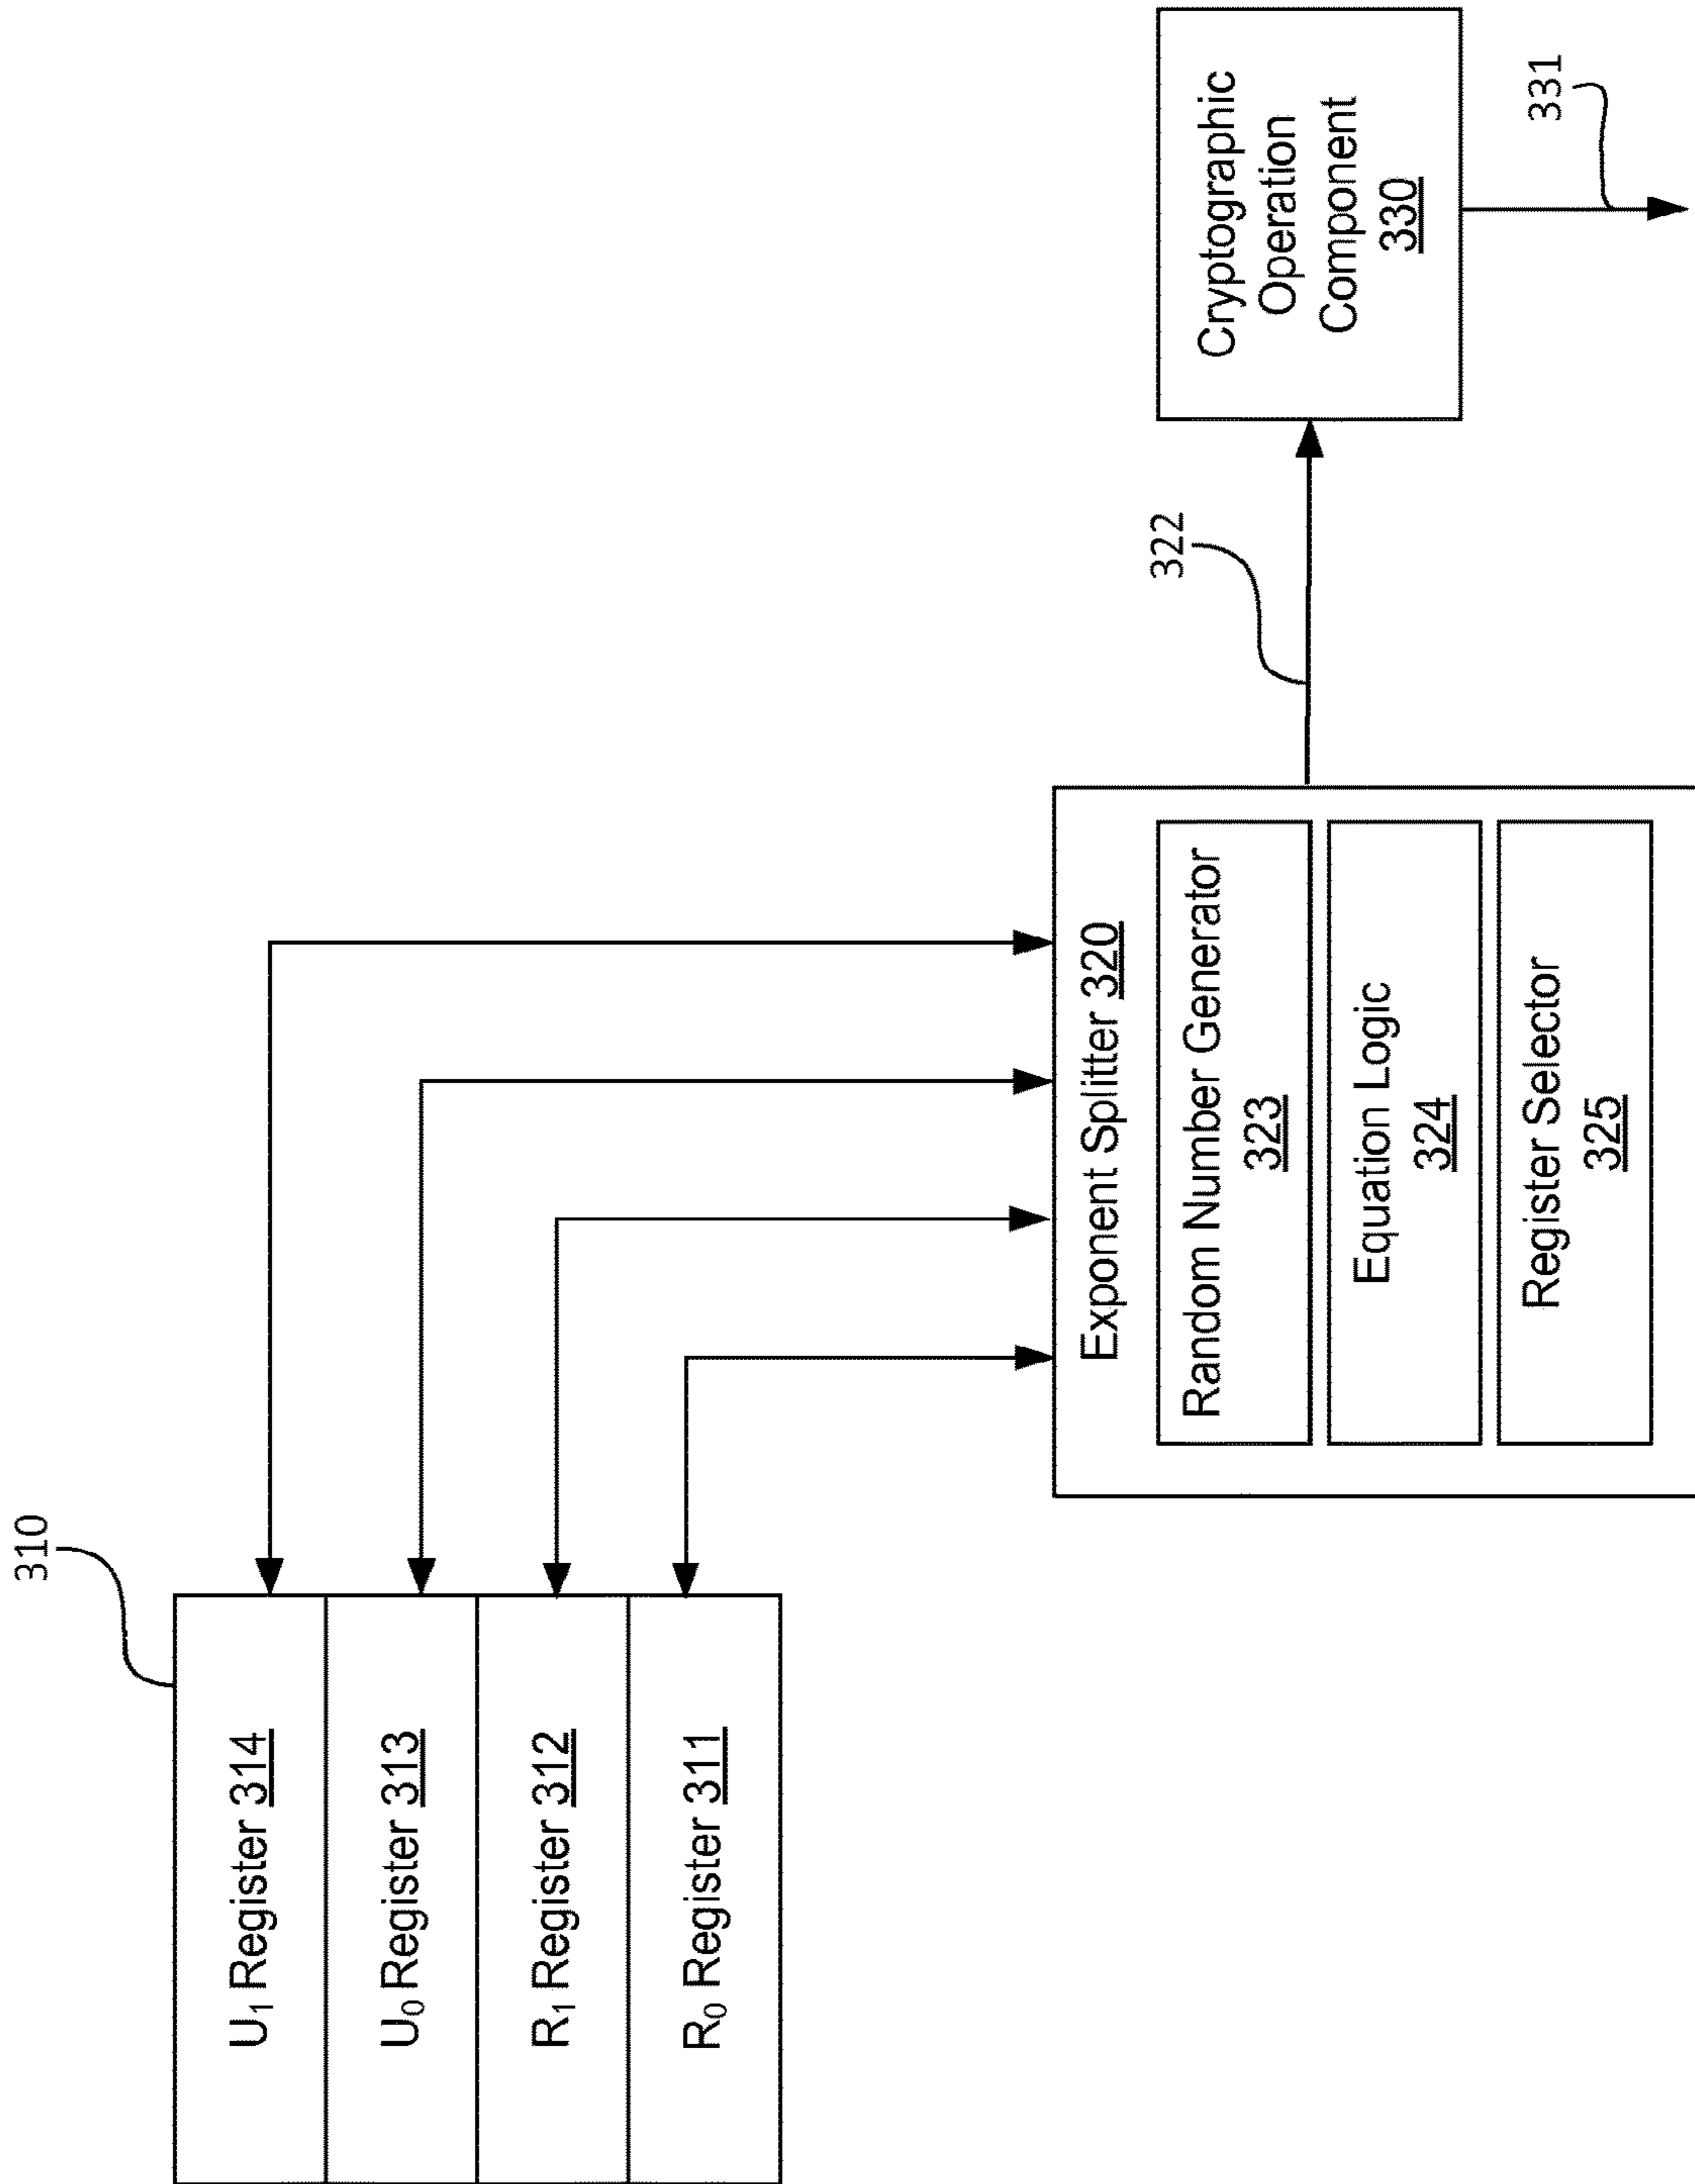 310
U₁ Register 314
U₀ Register 313
R₁ Register 312
R₀ Register 311
Exponent Splitter 320
Random Number Generator
323
Equation Logic
324
Register Selector
325
322
Cryptographic
Operation
Component
330
331